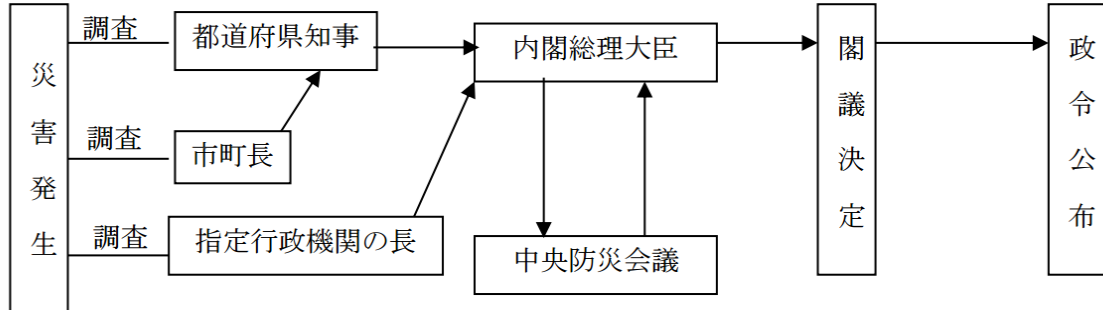 災害発生
調査
都道府県知事
調査
市町長
調査
指定行政機関の長
内閣総理大臣
中央防災会議
閣議決定
政令公布